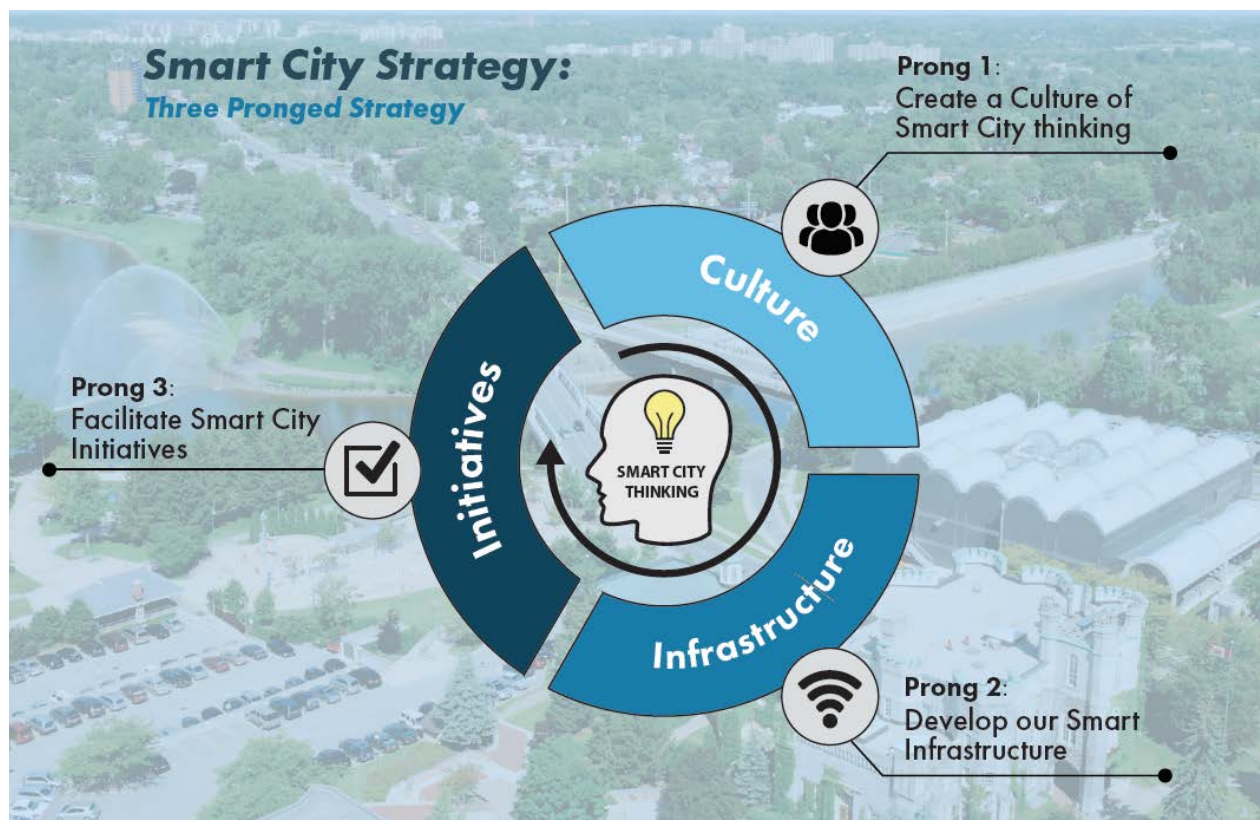 Smart City Strategy:
Three Pronged Strategy
Prong 1:
Create a Culture of
Smart City thinking
Culture
Prong 3:
Facilitate Smart City
Initiatives
Initiatives
SMART CITY
THINKING
Infrastructure
Prong 2:
Develop our Smart
Infrastructure